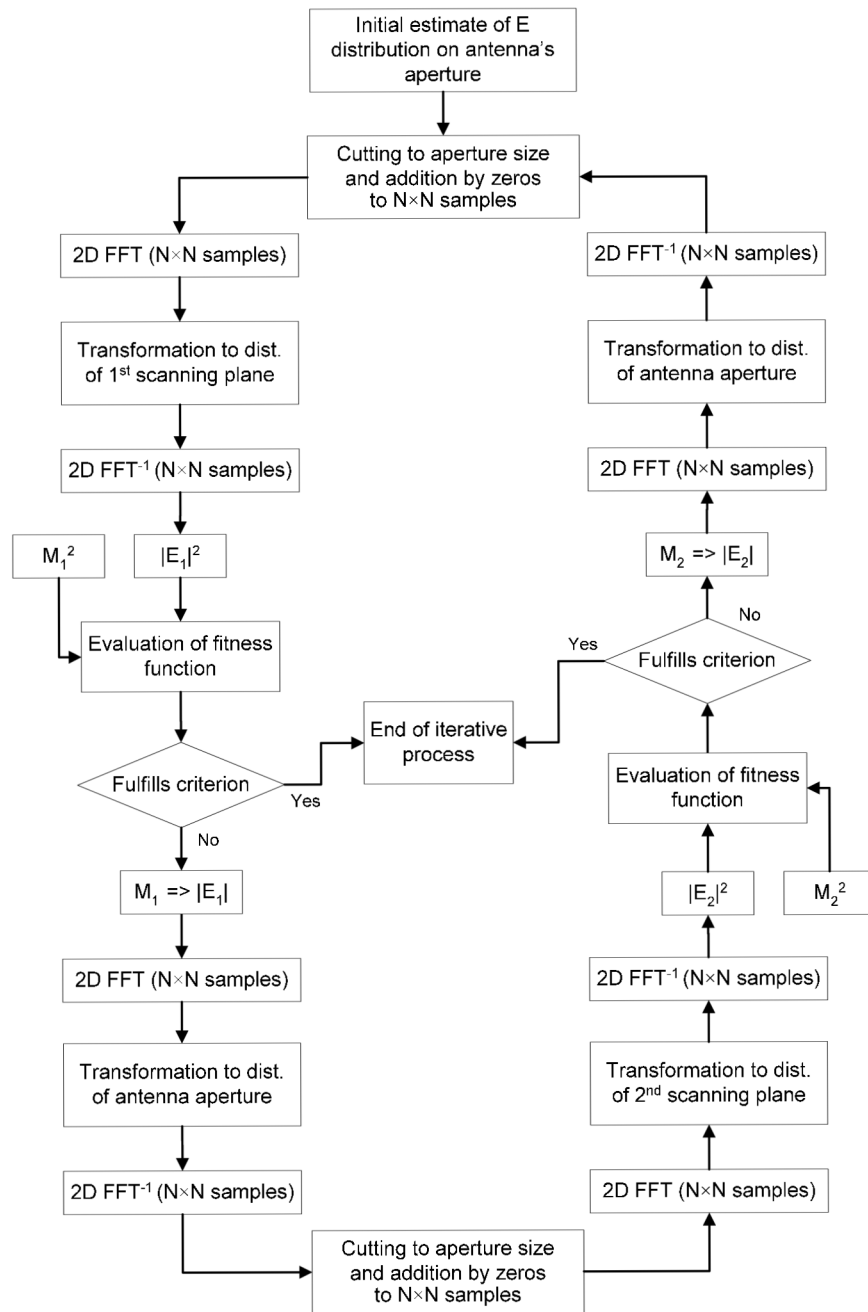 Initial estimate of E
distribution on antenna's
aperture
Cutting to aperture size
and addition by zeros
to N×N samples
2D FFT (N×N samples)
Transformation to dist.
of 1st scanning plane
2D FFT-1 (N×N samples)
M1²
|E1|²
Evaluation of fitness
function
Fulfills criterion
Yes
No
M1 => |E1|
2D FFT (N×N samples)
Transformation to dist.
of antenna aperture
2D FFT-1 (N×N samples)
Cutting to aperture size
and addition by zeros
to N×N samples
2D FFT (N×N samples)
Transformation to dist.
of 2nd scanning plane
2D FFT-1 (N×N samples)
|E2|²
M2²
Evaluation of fitness
function
Fulfills criterion
Yes
No
End of iterative
process
M2 => |E2|
2D FFT (N×N samples)
Transformation to dist.
of antenna aperture
2D FFT-1 (N×N samples)